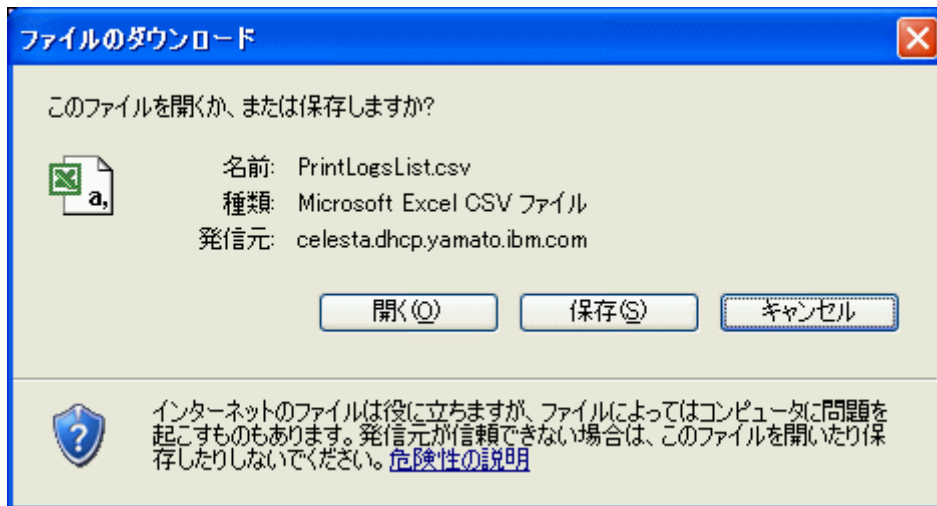 ファイルのダウンロード
このファイルを開くか、または保存しますか?
名前: PrintLogsList.csv
種類: Microsoft Excel CSV ファイル
発信元: celesta.dhcp.yamato.ibm.com
開く(O) 保存(S) キャンセル
インターネットのファイルは役に立ちますが、ファイルによってはコンピュータに問題を
起こすものもあります。発信元が信頼できない場合は、このファイルを開いたり保
存したりしないでください。危険性の説明